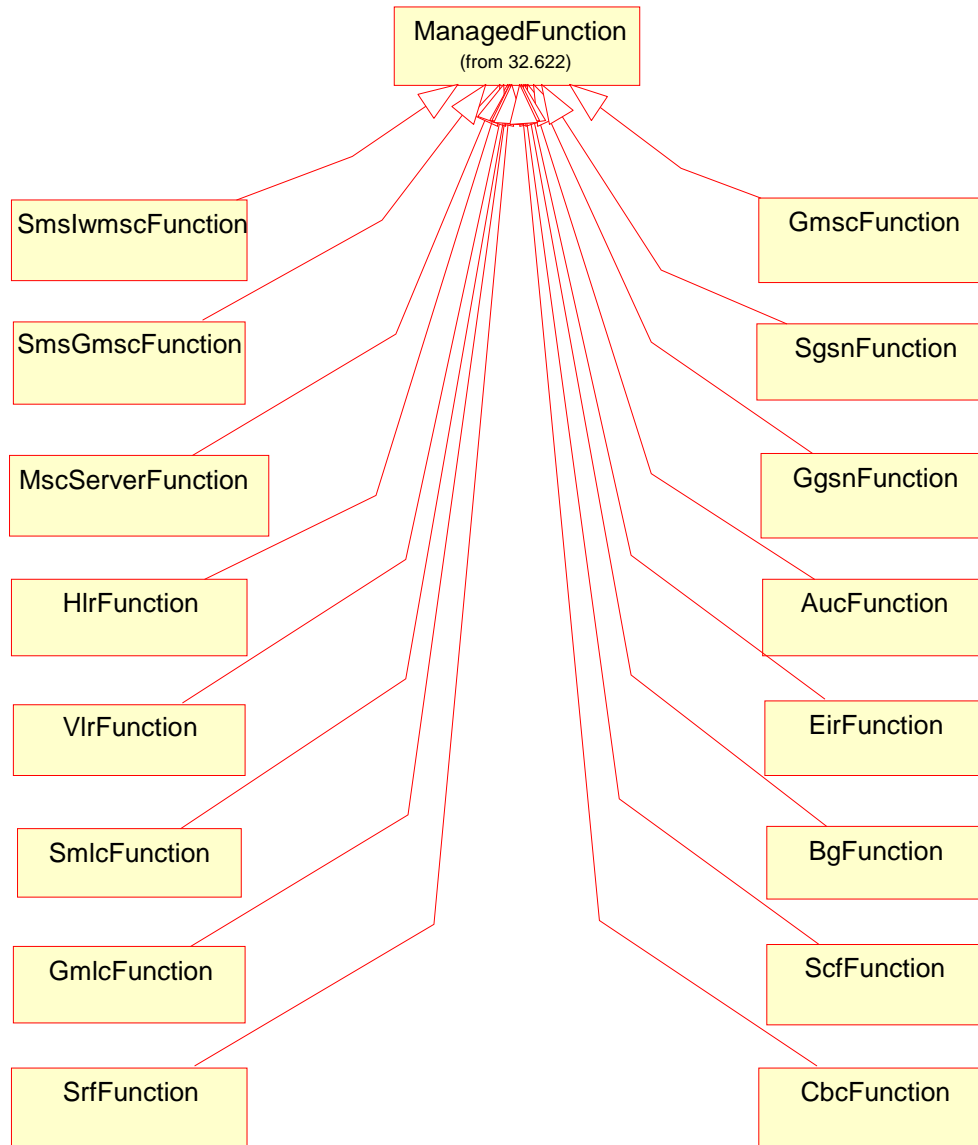 ManagedFunction
(from 32.622)
SmsIwmscFunction
GmscFunction
SmsGmscFunction
SgsnFunction
MscServerFunction
GgsnFunction
HlrFunction
AucFunction
VlrFunction
EirFunction
SmlcFunction
BgFunction
GmlcFunction
ScfFunction
SrfFunction
CbcFunction